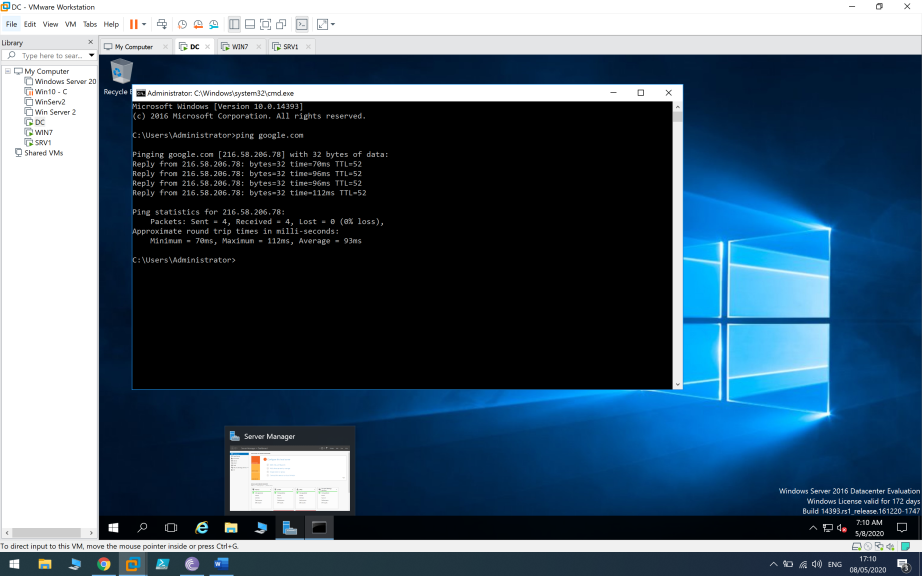 DC - VMware Workstation
File Edit View VM Tabs Help
Library
Type here to sear...
My Computer
Windows Server 20
Win10 - C
WinServ2
Win Server 2
DC
WIN7
SRV1
Shared VMs
My Computer DC WIN7 SRV1
Recycle
Administrator: C:\Windows\system32\cmd.exe
Microsoft Windows [Version 10.0.14393]
(c) 2016 Microsoft Corporation. All rights reserved.
C:\Users\Administrator>ping google.com
Pinging google.com [216.58.206.78] with 32 bytes of data:
Reply from 216.58.206.78: bytes=32 time=70ms TTL=52
Reply from 216.58.206.78: bytes=32 time=96ms TTL=52
Reply from 216.58.206.78: bytes=32 time=96ms TTL=52
Reply from 216.58.206.78: bytes=32 time=112ms TTL=52
Ping statistics for 216.58.206.78:
Packets: Sent = 4, Received = 4, Lost = 0 (0% loss),
Approximate round trip times in milli-seconds:
Minimum = 70ms, Maximum = 112ms, Average = 93ms
C:\Users\Administrator>
Server Manager
Windows Server 2016 Datacenter Evaluation
Windows License valid for 172 days
Build 14393.rs1_release.161220-1747
7:10 AM
5/8/2020
To direct input to this VM, move the mouse pointer inside or press Ctrl+G.
ENG
17:10
08/05/2020
3